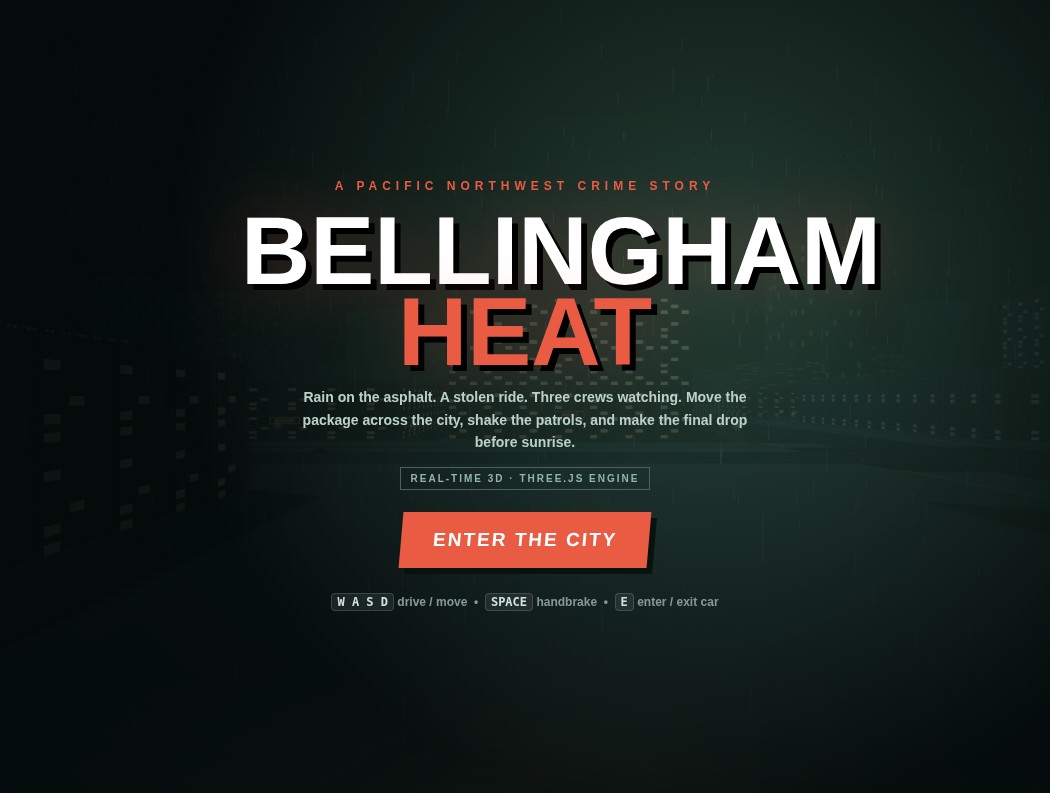 A PACIFIC NORTHWEST CRIME STORY
BELLINGHAM
HEAT
Rain on the asphalt. A stolen ride. Three crews watching. Move the
package across the city, shake the patrols, and make the final drop
before sunrise.
REAL-TIME 3D · THREE.JS ENGINE
ENTER THE CITY
W A S D drive / move • SPACE handbrake • E enter / exit car